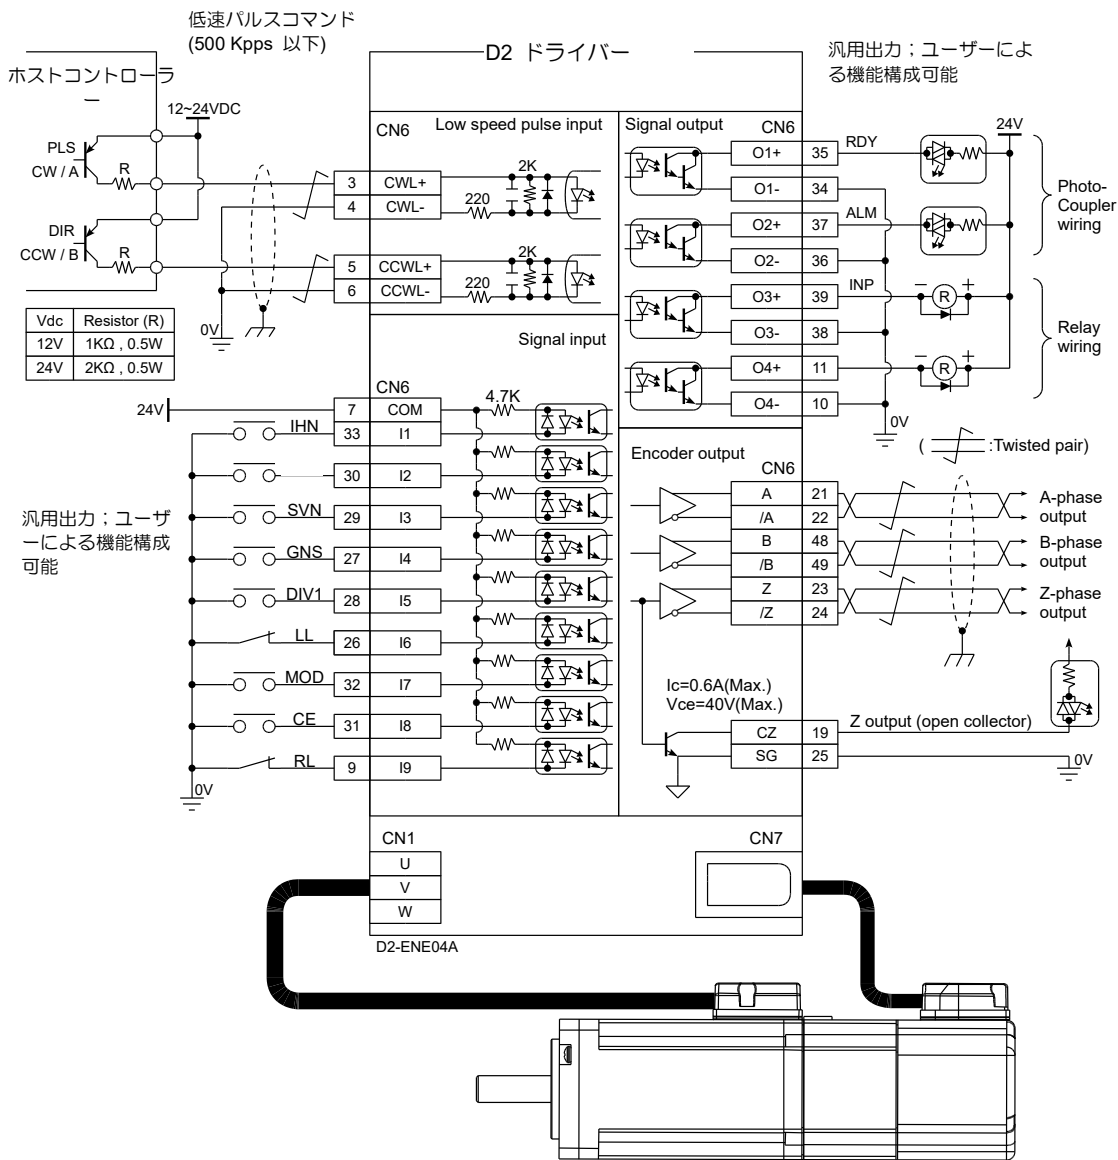 低速パルスコマンド
(500 Kpps 以下)
D2 ドライバー
汎用出力；ユーザーによ
る機能構成可能
ホストコントローラ
ー
12~24VDC
PLS
CW / A
R
DIR
CCW / B
R
Vdc Resistor (R)
12V 1KΩ , 0.5W
24V 2KΩ , 0.5W
0V
CN6 Low speed pulse input
3 CWL+
4 CWL-
2K
220
5 CCWL+
6 CCWL-
2K
220
Signal input
CN6
24V
7 COM
4.7K
IHN 33 I1
30 I2
SVN 29 I3
GNS 27 I4
DIV1 28 I5
LL 26 I6
MOD 32 I7
CE 31 I8
RL 9 I9
0V
汎用出力；ユーザ
ーによる機能構成
可能
Signal output CN6
O1+ 35 RDY
O1- 34
O2+ 37 ALM
O2- 36
O3+ 39 INP
O3- 38
O4+ 11
O4- 10
24V
Photo-
Coupler
wiring
− R +
− R +
Relay
wiring
0V
( :Twisted pair)
Encoder output
CN6
A 21
/A 22
B 48
/B 49
Z 23
/Z 24
A-phase
output
B-phase
output
Z-phase
output
Ic=0.6A(Max.)
Vce=40V(Max.)
CZ 19 Z output (open collector)
SG 25
0V
CN1
U
V
W
CN7
D2-ENE04A